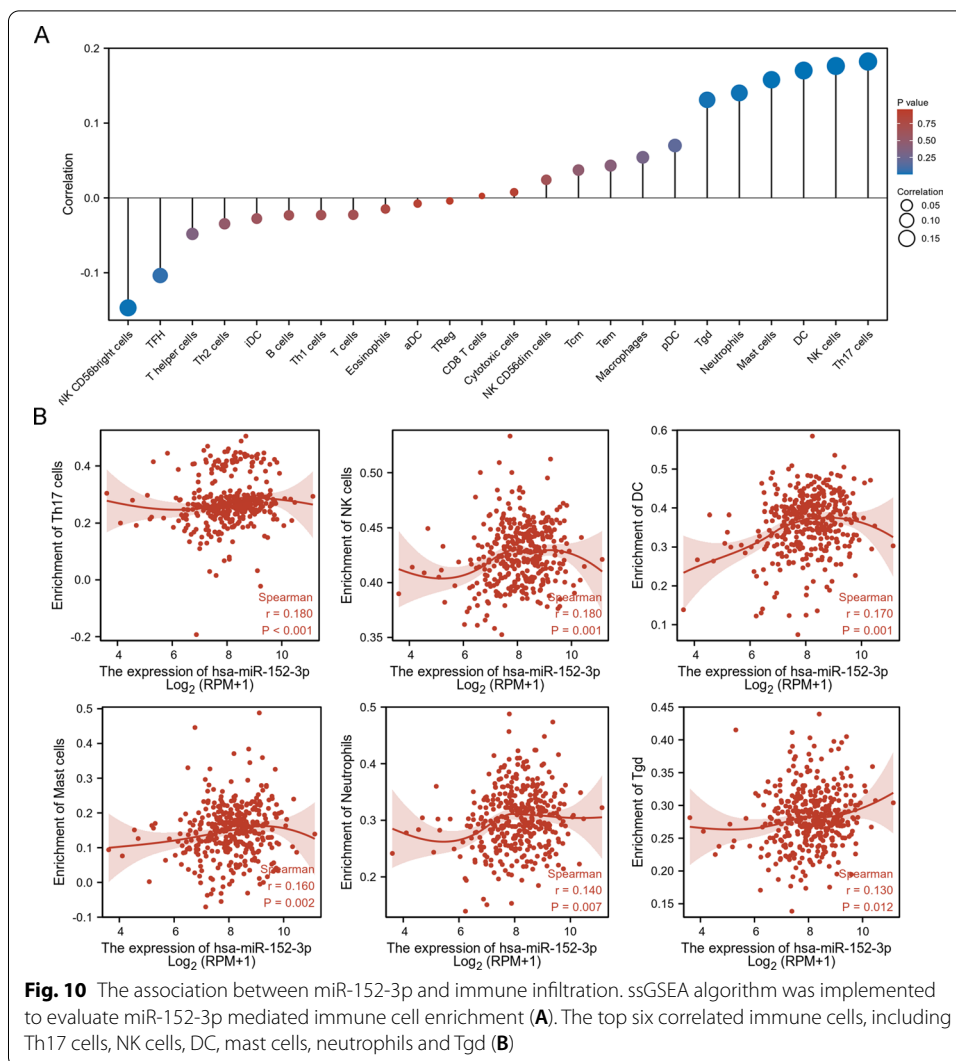 A
0.2
0.1
0.0
-0.1
Correlation
P value
0.75
0.50
0.25
Correlation
0.05
0.10
0.15
NK CD56bright cells
TFH
T helper cells
Th2 cells
iDC
B cells
Th1 cells
T cells
Eosinophils
aDC
TReg
CD8 T cells
Cytotoxic cells
NK CD56dim cells
Tcm
Tem
Macrophages
pDC
Tgd
Neutrophils
Mast cells
DC
NK cells
Th17 cells
B
Enrichment of Th17 cells
0.4
0.2
0.0
-0.2
Spearman
r = 0.180
P < 0.001
4 6 8 10
The expression of hsa-miR-152-3p
Log2 (RPM+1)
Enrichment of NK cells
0.50
0.45
0.40
0.35
Spearman
r = 0.180
P = 0.001
4 6 8 10
The expression of hsa-miR-152-3p
Log2 (RPM+1)
Enrichment of DC
0.6
0.5
0.4
0.3
0.2
0.1
Spearman
r = 0.170
P = 0.001
4 6 8 10
The expression of hsa-miR-152-3p
Log2 (RPM+1)
Enrichment of Mast cells
0.5
0.4
0.3
0.2
0.1
0.0
-0.1
Spearman
r = 0.160
P = 0.002
4 6 8 10
The expression of hsa-miR-152-3p
Log2 (RPM+1)
Enrichment of Neutrophils
0.5
0.4
0.3
0.2
Spearman
r = 0.140
P = 0.007
4 6 8 10
The expression of hsa-miR-152-3p
Log2 (RPM+1)
Enrichment of Tgd
0.45
0.40
0.35
0.30
0.25
0.20
0.15
Spearman
r = 0.130
P = 0.012
4 6 8 10
The expression of hsa-miR-152-3p
Log2 (RPM+1)
Fig. 10 The association between miR-152-3p and immune infiltration. ssGSEA algorithm was implemented
to evaluate miR-152-3p mediated immune cell enrichment (A). The top six correlated immune cells, including
Th17 cells, NK cells, DC, mast cells, neutrophils and Tgd (B)